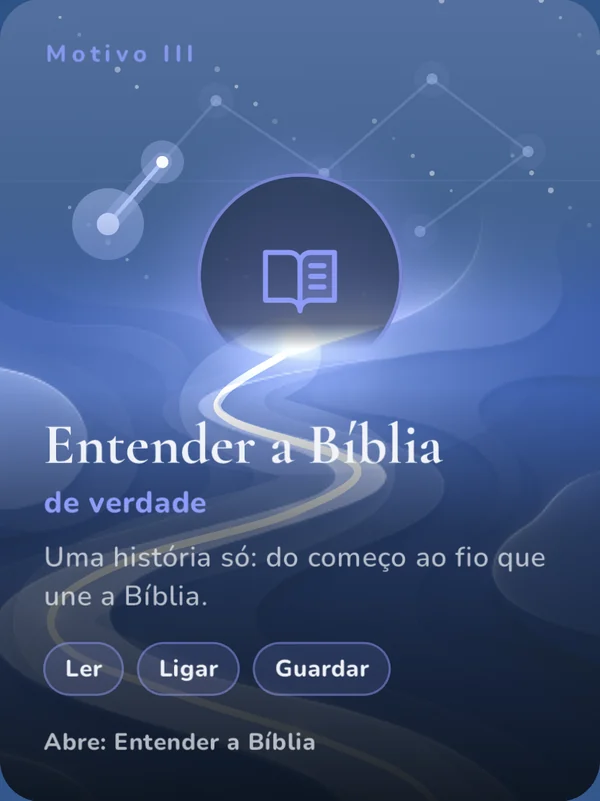 Motivo III
Entender a Bíblia
de verdade
Uma história só: do começo ao fio que
une a Bíblia.
Ler Ligar Guardar
Abre: Entender a Bíblia